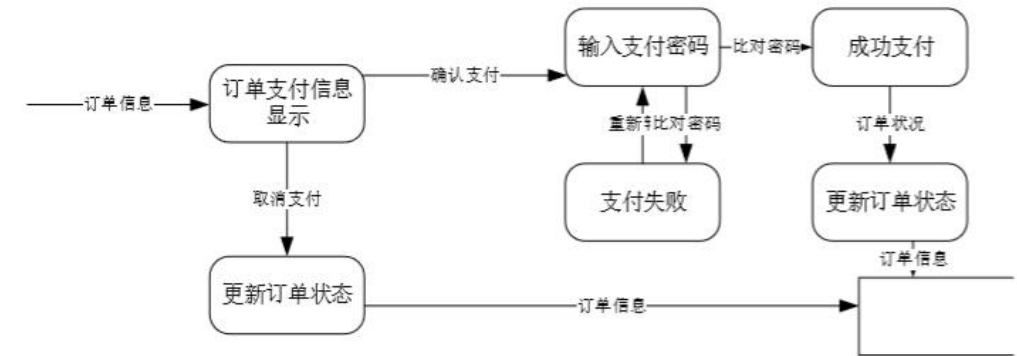 输入支付密码
比对密码
成功支付
确认支付
订单支付信息
显示
订单信息
重新
比对密码
订单状况
取消支付
支付失败
更新订单状态
订单信息
更新订单状态
订单信息